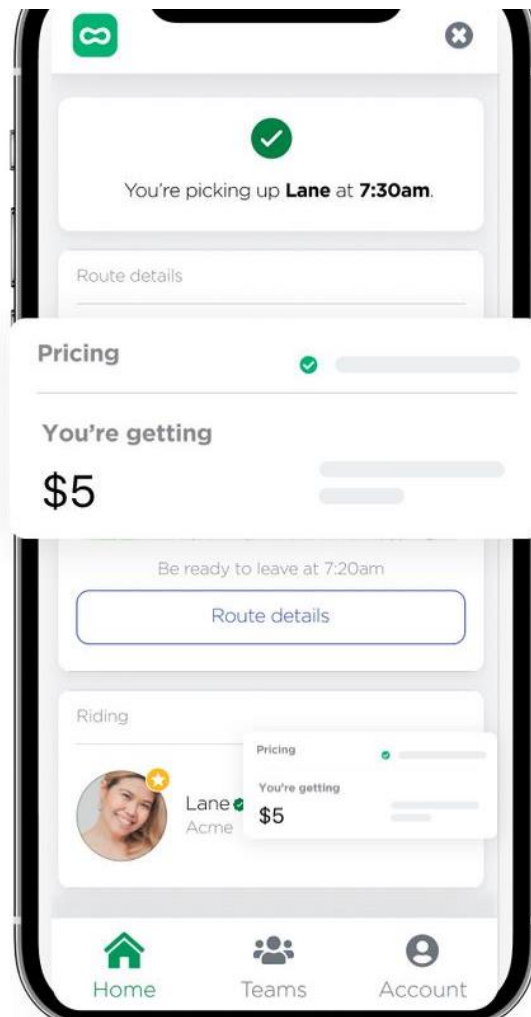 You're picking up Lane at 7:30am.
Route details
Pricing
You're getting
$5
Be ready to leave at 7:20am
Route details
Riding
Pricing
You're getting
$5
Lane
Acme
Home Teams Account